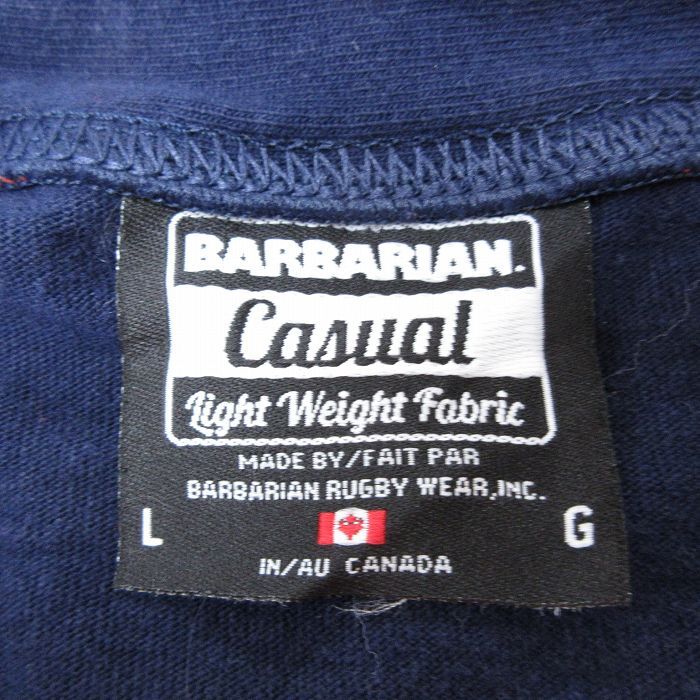 BARBARIAN.
Casual
Light Weight Fabric
MADE BY/FAIT PAR
BARBARIAN RUGBY WEAR,INC.
L G
IN/AU CANADA